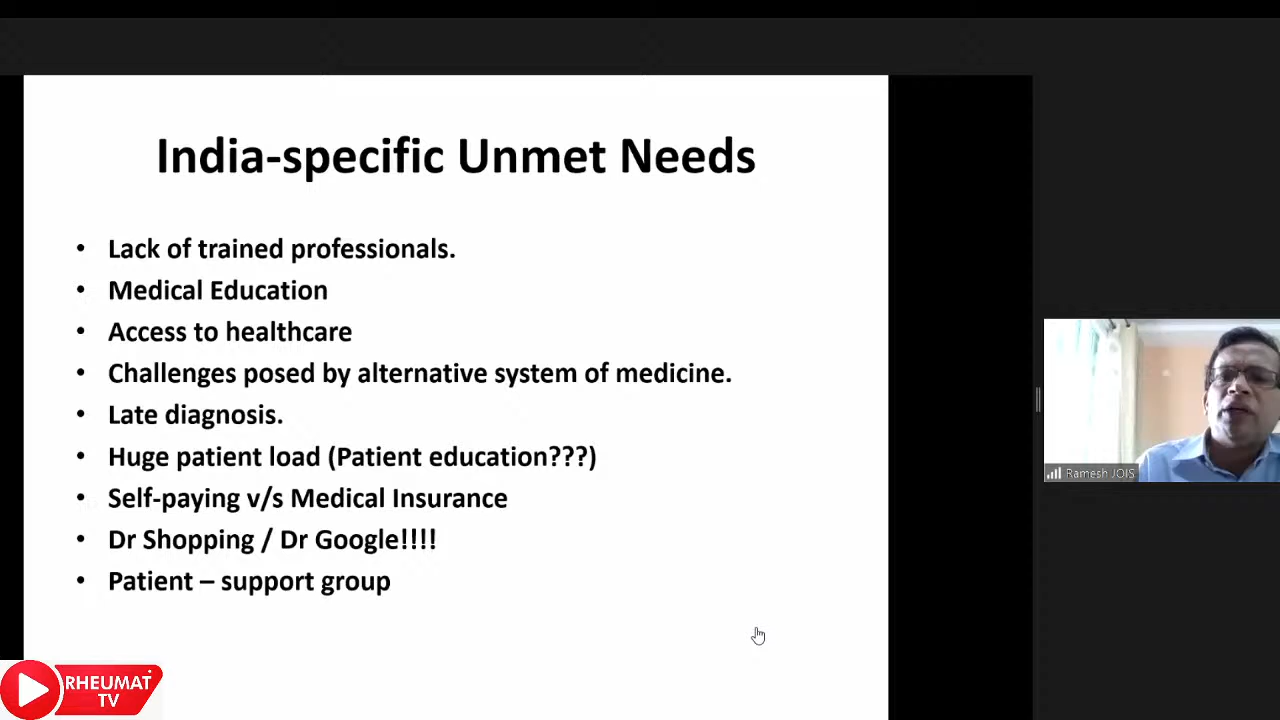 India-specific Unmet Needs
• Lack of trained professionals.
• Medical Education
• Access to healthcare
• Challenges posed by alternative system of medicine.
• Late diagnosis.
• Huge patient load (Patient education???)
• Self-paying v/s Medical Insurance
• Dr Shopping / Dr Google!!!!
• Patient – support group
Ramesh JOIS
RHEUMAT
TV